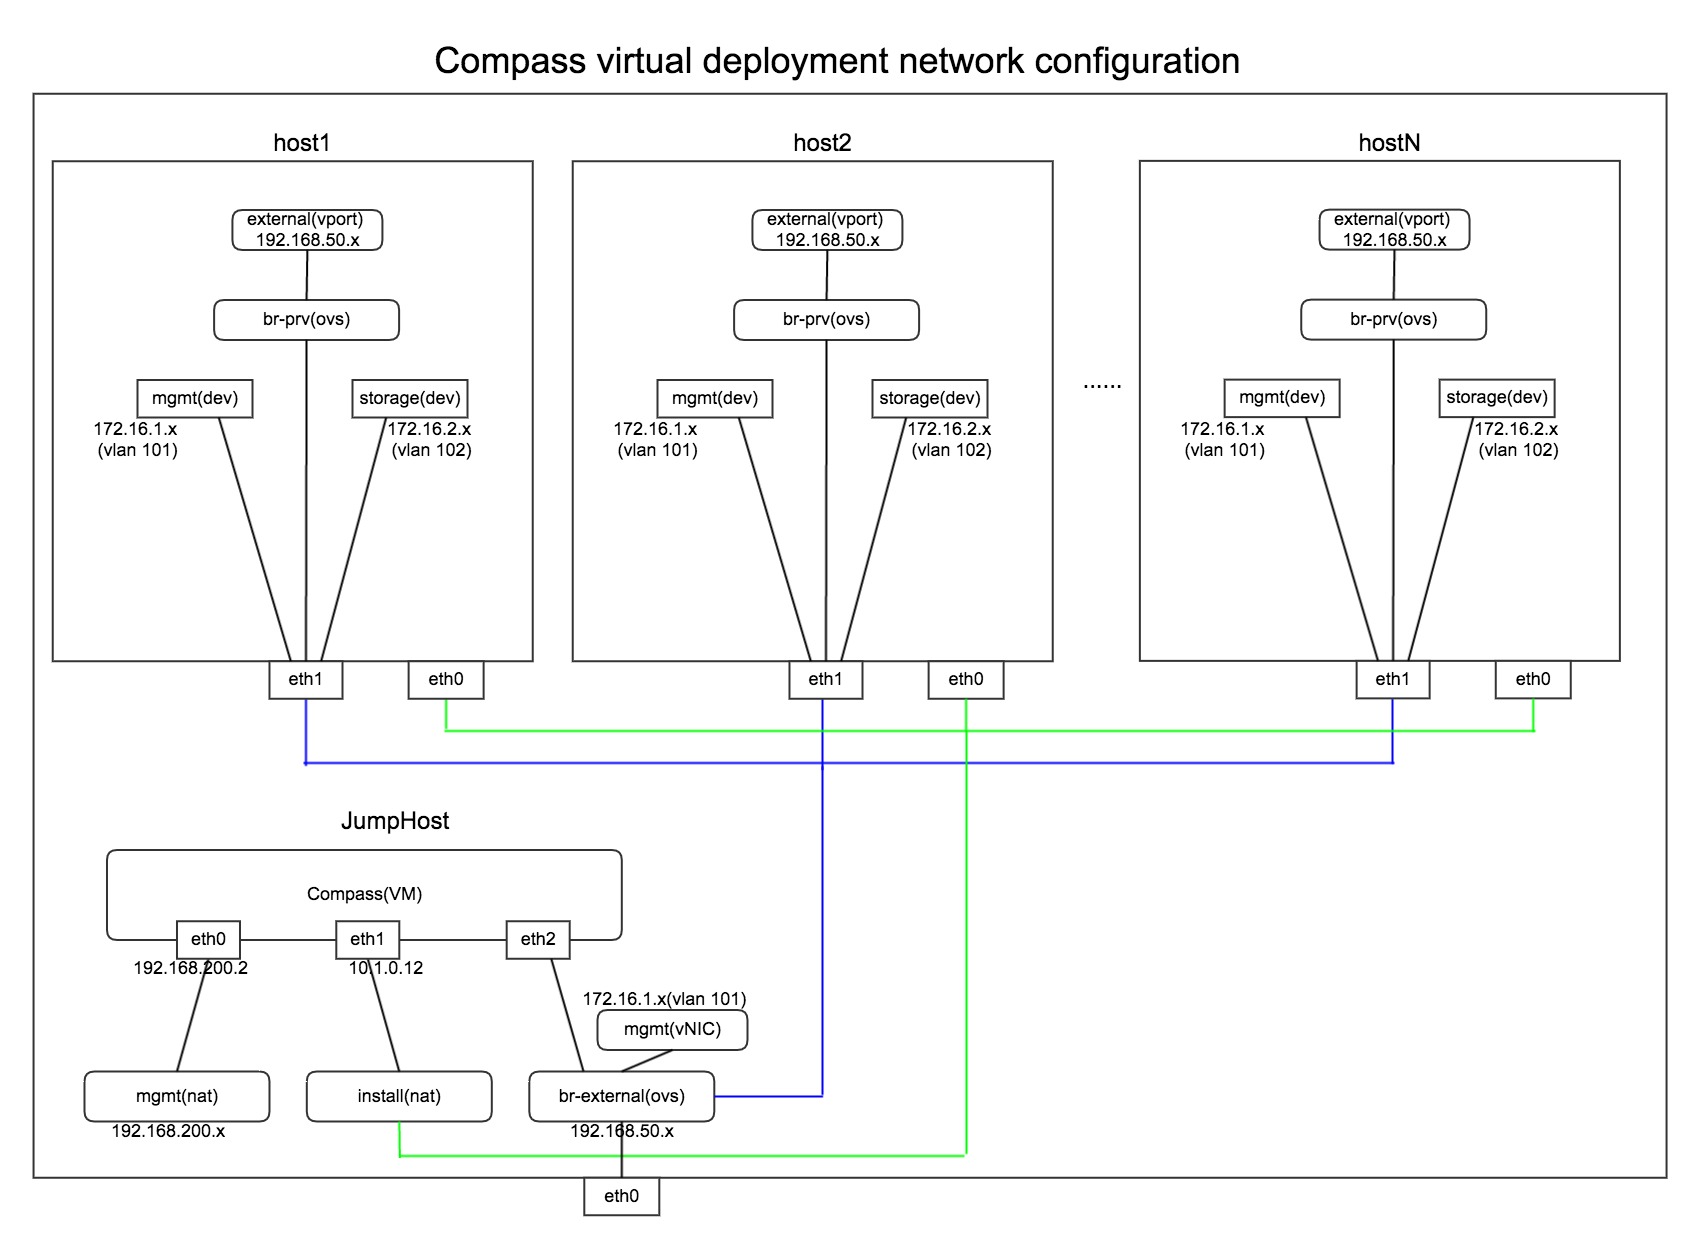 Compass virtual deployment network configuration
host1
external(vport)
192.168.50.x
br-prv(ovs)
mgmt(dev)
172.16.1.x
(vlan 101)
storage(dev)
172.16.2.x
(vlan 102)
eth1
eth0
host2
external(vport)
192.168.50.x
br-prv(ovs)
mgmt(dev)
172.16.1.x
(vlan 101)
storage(dev)
172.16.2.x
(vlan 102)
eth1
eth0
......
hostN
external(vport)
192.168.50.x
br-prv(ovs)
mgmt(dev)
172.16.1.x
(vlan 101)
storage(dev)
172.16.2.x
(vlan 102)
eth1
eth0
JumpHost
Compass(VM)
eth0
192.168.200.2
eth1
10.1.0.12
eth2
172.16.1.x(vlan 101)
mgmt(vNIC)
mgmt(nat)
192.168.200.x
install(nat)
br-external(ovs)
192.168.50.x
eth0